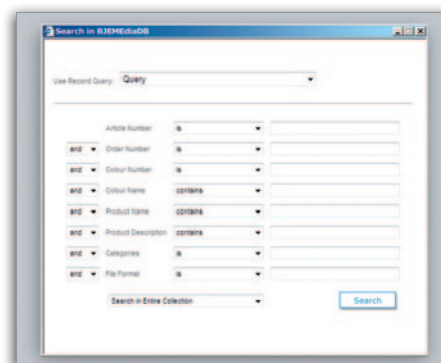 Search in BJEMEdiaDB
Use Record Query: Query
Article Number is
and Order Number is
and Colour Number is
and Colour Name contains
and Product Name contains
and Product Description contains
and Categories is
and File Format is
Search in Entire Collection Search